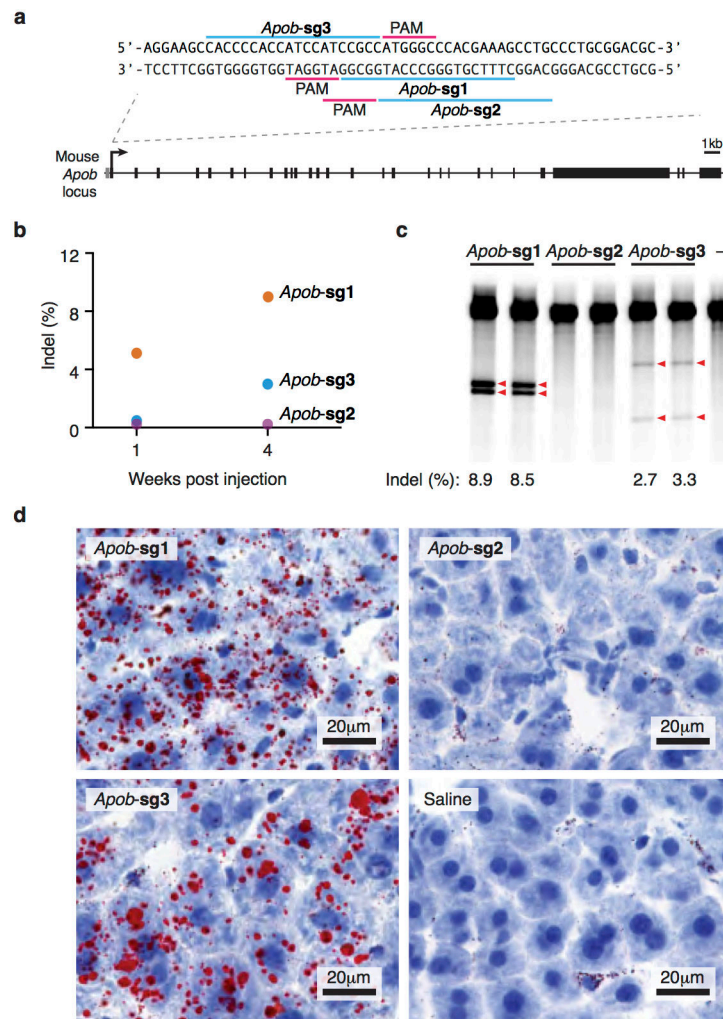 a
Apob-sg3 PAM
5'-AGGAAGCCACCCCACCATCCATCCGCCATGGGCCCACGAAAGCCTGCCCTGCGGACGC-3'
3'-TCCTTCGGTGGGGTGGTAGGTAGGCGGTACCCGGGTGCTTTCGGACGGGACGCCTGCG-5'
PAM Apob-sg1
PAM Apob-sg2
1kb
Mouse
Apob
locus
b
12
8
4
0
Indel (%)
Apob-sg1
Apob-sg3
Apob-sg2
1 4
Weeks post injection
c
Apob-sg1 Apob-sg2 Apob-sg3 –
Indel (%): 8.9 8.5 2.7 3.3
d
Apob-sg1
20µm
Apob-sg2
20µm
Apob-sg3
20µm
Saline
20µm